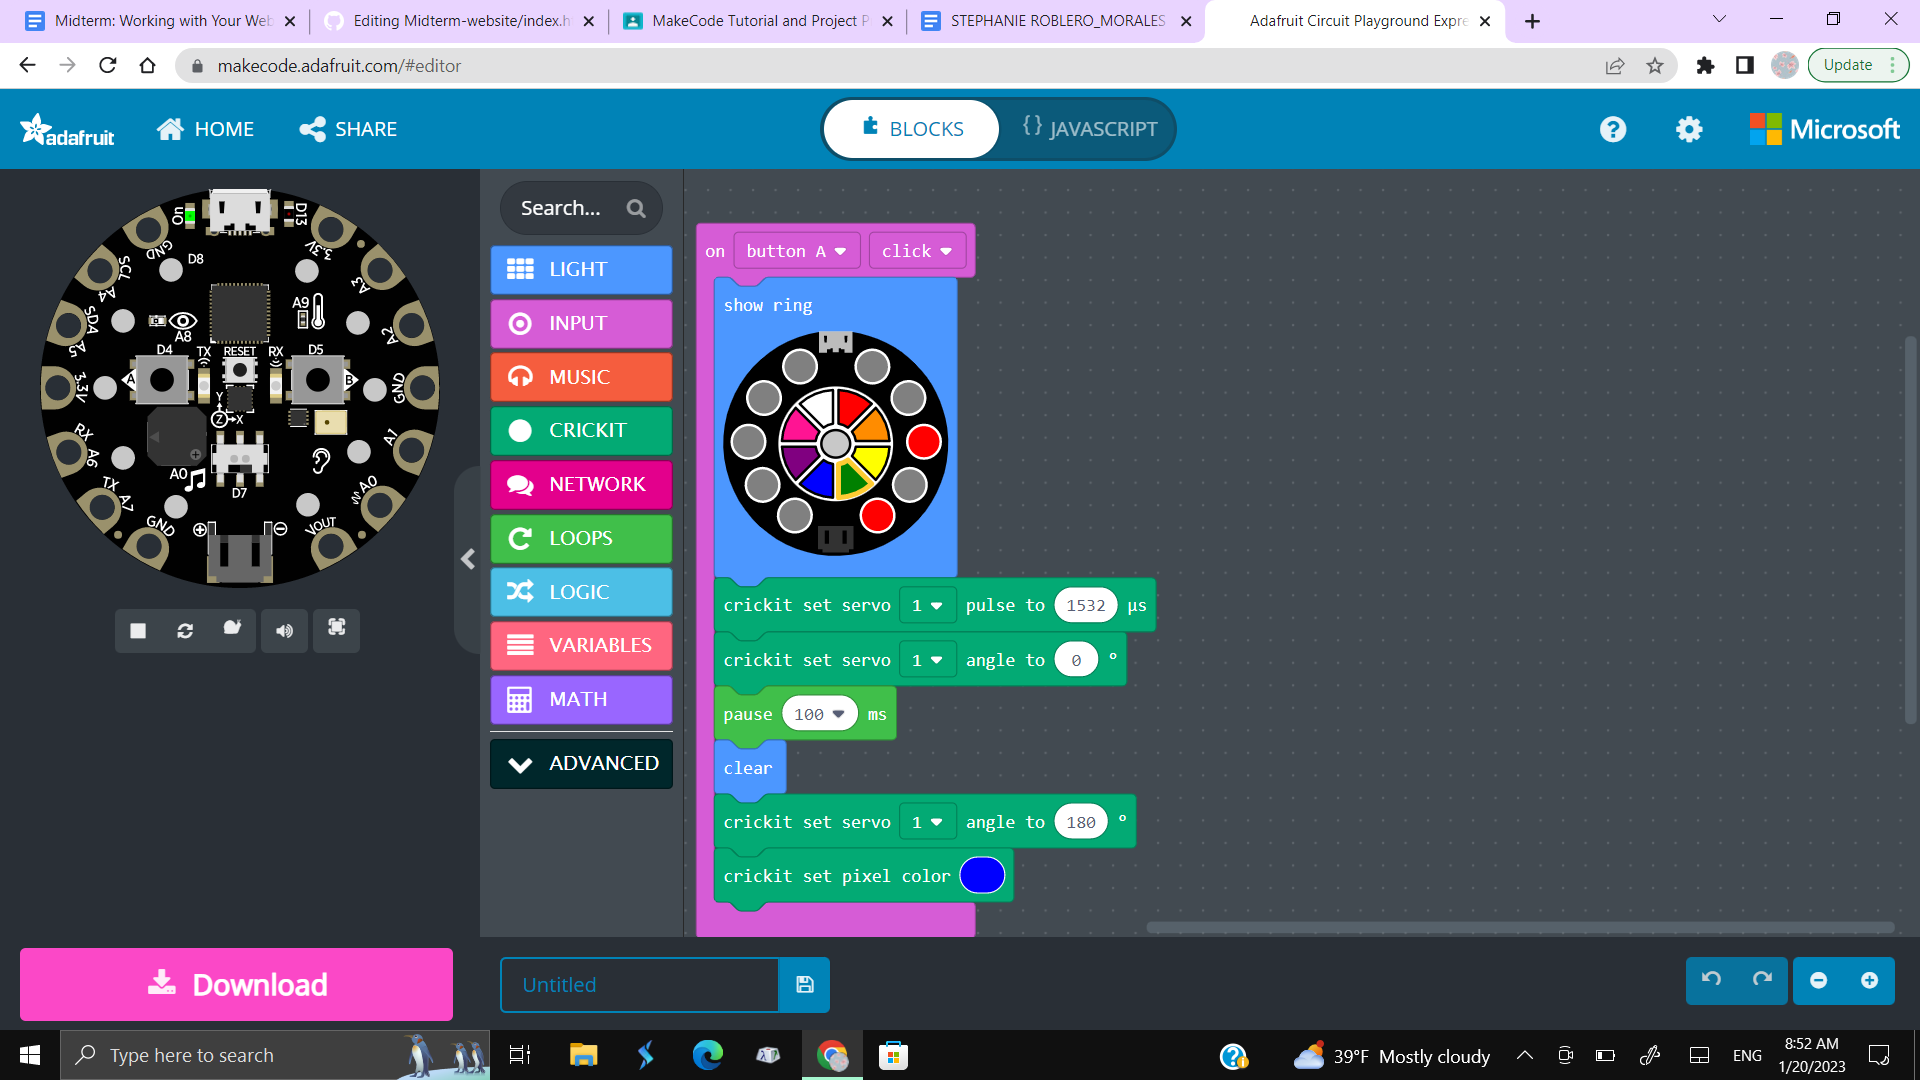 Midterm: Working with Your Web
Editing Midterm-website/index.h
MakeCode Tutorial and Project P
STEPHANIE ROBLERO_MORALES
Adafruit Circuit Playground Expre
makecode.adafruit.com/#editor
Update
adafruit
HOME
SHARE
BLOCKS
{} JAVASCRIPT
Microsoft
On
D13
GND
3.3V
D8
SCL
A4
A3
SDA
A5
A9
A8
A2
D4
TX
RESET
RX
D5
3.3V
A
B
GND
Y
Z
X
RX
A6
A1
A0
D7
TX
A7
A0
GND
VOUT
Search...
LIGHT
INPUT
MUSIC
CRICKIT
NETWORK
LOOPS
LOGIC
VARIABLES
MATH
ADVANCED
on button A click
show ring
crickit set servo 1 pulse to 1532 µs
crickit set servo 1 angle to 0 °
pause 100 ms
clear
crickit set servo 1 angle to 180 °
crickit set pixel color
Download
Untitled
Type here to search
39°F Mostly cloudy
ENG
8:52 AM
1/20/2023